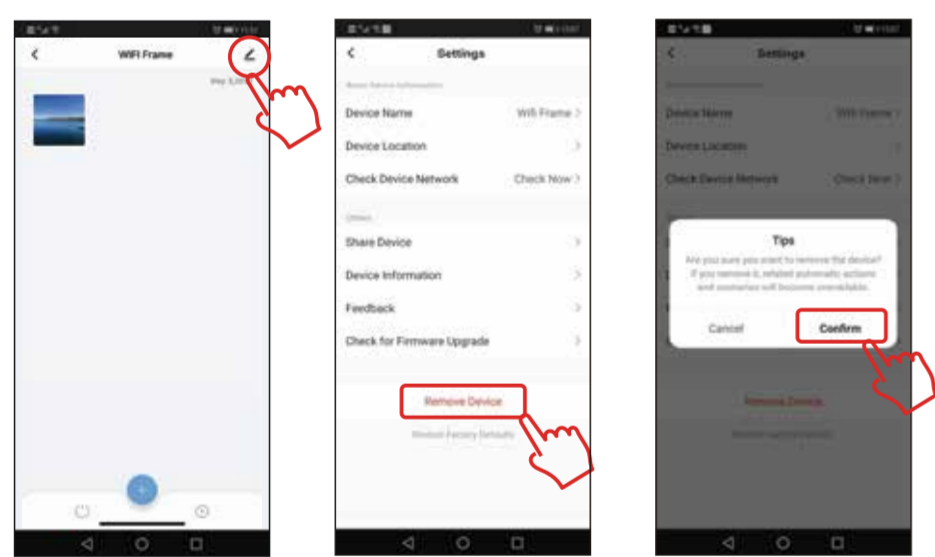 WIFI Frame
Settings
Device Name Wifi Frame
Device Location
Check Device Network Check Now
Others
Share Device
Device Information
Feedback
Check for Firmware Upgrade
Remove Device
Restore Factory Defaults
Settings
Device Name Wifi Frame
Device Location
Check Device Network Check Now
Tips
Are you sure you want to remove the device?
If you remove it, related automatic actions
and scenarios will become unavailable.
Cancel Confirm
Remove Device